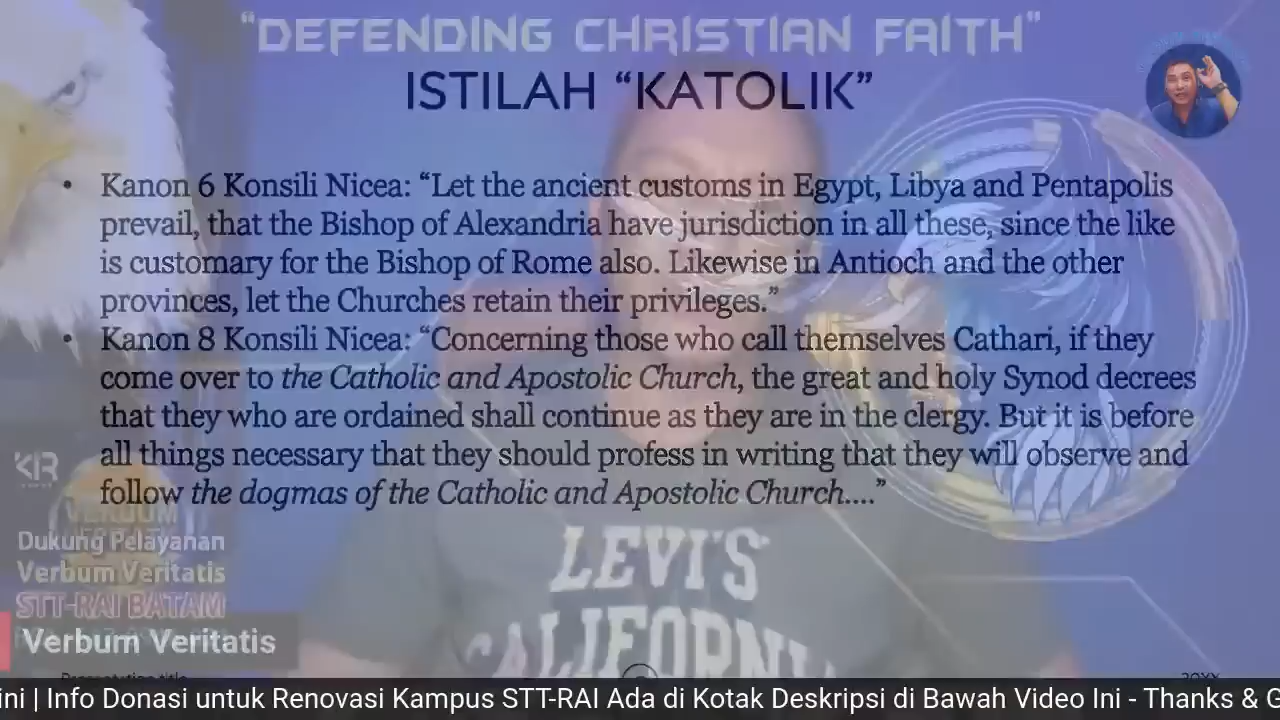 "DEFENDING CHRISTIAN FAITH"
ISTILAH “KATOLIK”
• Kanon 6 Konsili Nicea: “Let the ancient customs in Egypt, Libya and Pentapolis
prevail, that the Bishop of Alexandria have jurisdiction in all these, since the like
is customary for the Bishop of Rome also. Likewise in Antioch and the other
provinces, let the Churches retain their privileges.”
• Kanon 8 Konsili Nicea: “Concerning those who call themselves Cathari, if they
come over to the Catholic and Apostolic Church, the great and holy Synod decrees
that they who are ordained shall continue as they are in the clergy. But it is before
all things necessary that they should profess in writing that they will observe and
follow the dogmas of the Catholic and Apostolic Church....”
LEVI'S
CALIFORNI
KIR
VERBUM
Dukung Pelayanan
Verbum Veritatis
STT-RAI BATAM
Verbum Veritatis
Presentation title
20XX
ini | Info Donasi untuk Renovasi Kampus STT-RAI Ada di Kotak Deskripsi di Bawah Video Ini - Thanks & G